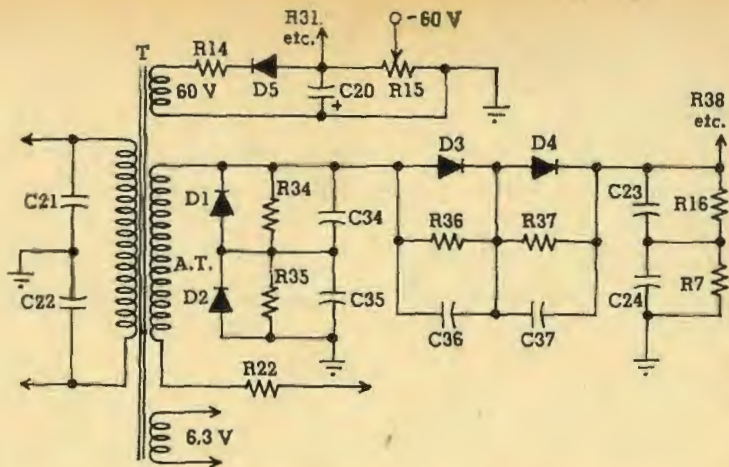 R31.
etc.
-60 V
T
R14
60 V
D5
C20
+
R15
R38
etc.
D3
D4
C21
D1
R34
C34
R36
R37
C23
R16
A.T.
D2
R35
C35
C22
C24
R7
C36
C37
R22
6,3 V